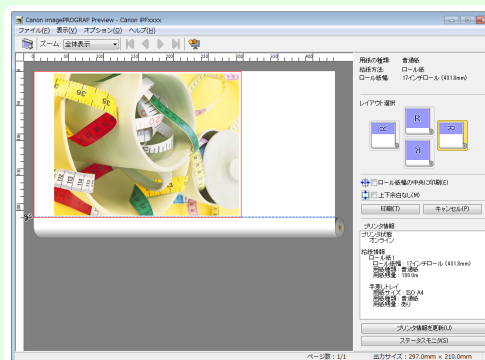 Canon imagePROGRAF Preview - Canon iPFxxxx
ファイル(F) 表示(V) オプション(O) ヘルプ(H)
ズーム: 全体表示
用紙の種類: 普通紙
給紙方法: ロール紙
ロール紙幅: 17インチロール (431.8mm)
レイアウト選択
R
R
R
R
ロール紙幅の中央に印刷(E)
上下余白なし(M)
印刷(T) キャンセル(P)
プリンタ情報
プリンタ状態
オンライン
給紙情報
ロール紙1
ロール紙幅 : 17インチロール (431.8mm)
用紙種類 : 普通紙
用紙残量 : 100.0m
手差しトレイ
用紙サイズ : ISO A4
用紙種類 : 普通紙
用紙残量 : あり
プリンタ情報を更新(U)
ステータスモニタ(S)
ページ数 : 1/1 出力サイズ : 297.0mm × 210.0mm